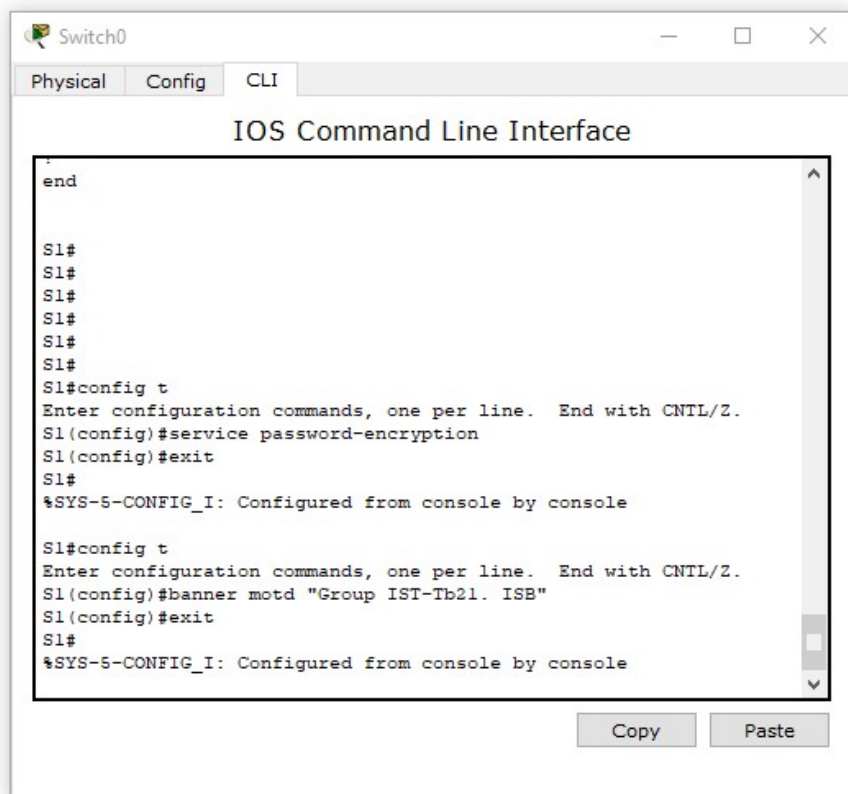 Switch0
Physical Config CLI
IOS Command Line Interface
end
S1#
S1#
S1#
S1#
S1#
S1#
S1#config t
Enter configuration commands, one per line.  End with CNTL/Z.
S1(config)#service password-encryption
S1(config)#exit
S1#
%SYS-5-CONFIG_I: Configured from console by console
S1#config t
Enter configuration commands, one per line.  End with CNTL/Z.
S1(config)#banner motd "Group IST-Tb21. ISB"
S1(config)#exit
S1#
%SYS-5-CONFIG_I: Configured from console by console
Copy Paste